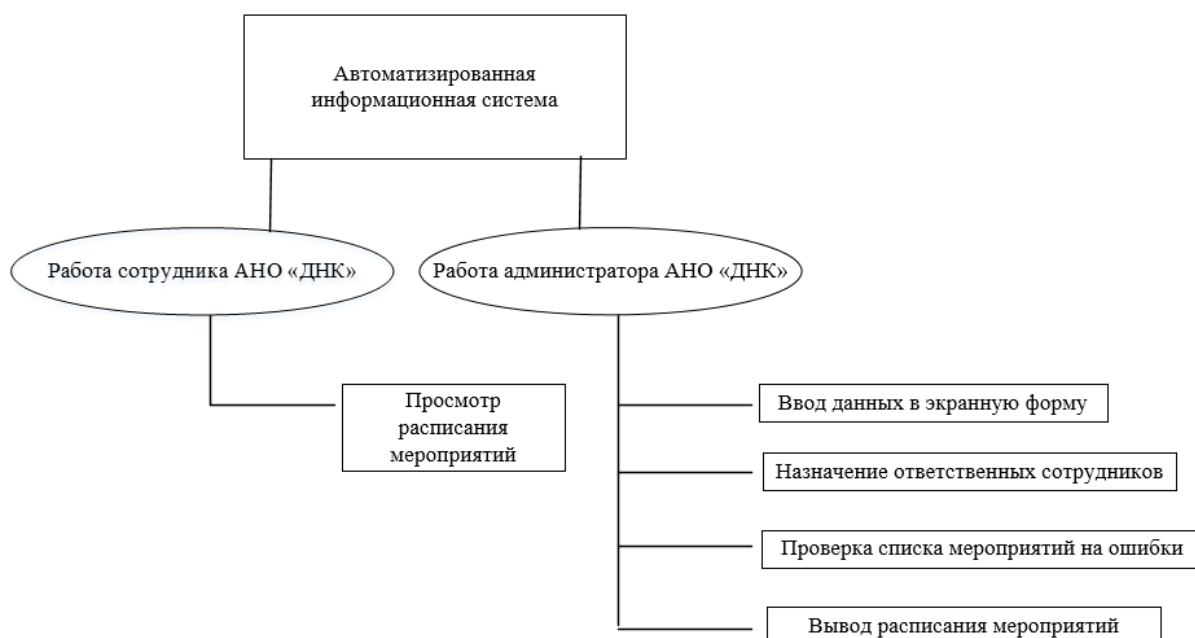 Автоматизированная
информационная система
Работа сотрудника АНО «ДНК»
Работа администратора АНО «ДНК»
Просмотр
расписания
мероприятий
Ввод данных в экранную форму
Назначение ответственных сотрудников
Проверка списка мероприятий на ошибки
Вывод расписания мероприятий